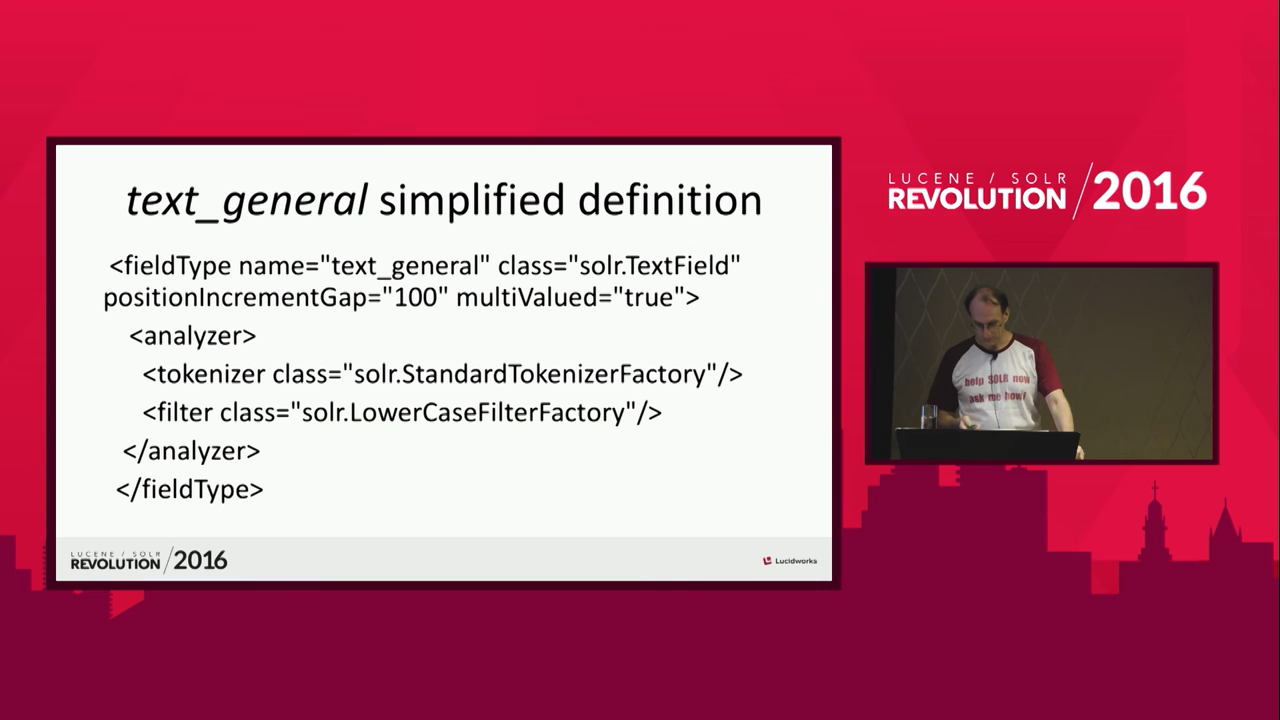 text_general simplified definition
<fieldType name="text_general" class="solr.TextField"
positionIncrementGap="100" multiValued="true">
<analyzer>
<tokenizer class="solr.StandardTokenizerFactory"/>
<filter class="solr.LowerCaseFilterFactory"/>
</analyzer>
</fieldType>
LUCENE / SOLR
REVOLUTION /2016
Lucidworks
LUCENE / SOLR
REVOLUTION /2016
help SOLR now
ask me how!